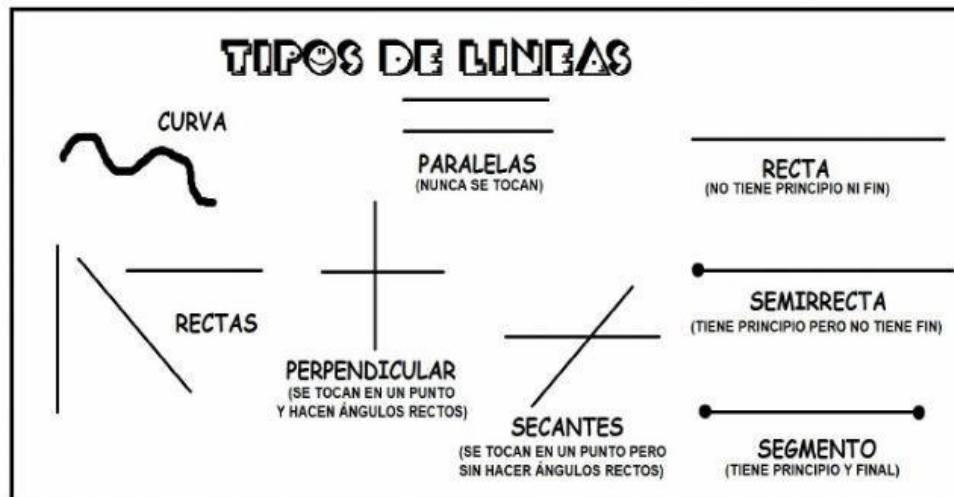 TIPOS DE LINEAS
CURVA
PARALELAS
(NUNCA SE TOCAN)
RECTA
(NO TIENE PRINCIPIO NI FIN)
RECTAS
PERPENDICULAR
(SE TOCAN EN UN PUNTO
Y HACEN ÁNGULOS RECTOS)
SECANTES
(SE TOCAN EN UN PUNTO PERO
SIN HACER ÁNGULOS RECTOS)
SEMIRRECTA
(TIENE PRINCIPIO PERO NO TIENE FIN)
SEGMENTO
(TIENE PRINCIPIO Y FINAL)